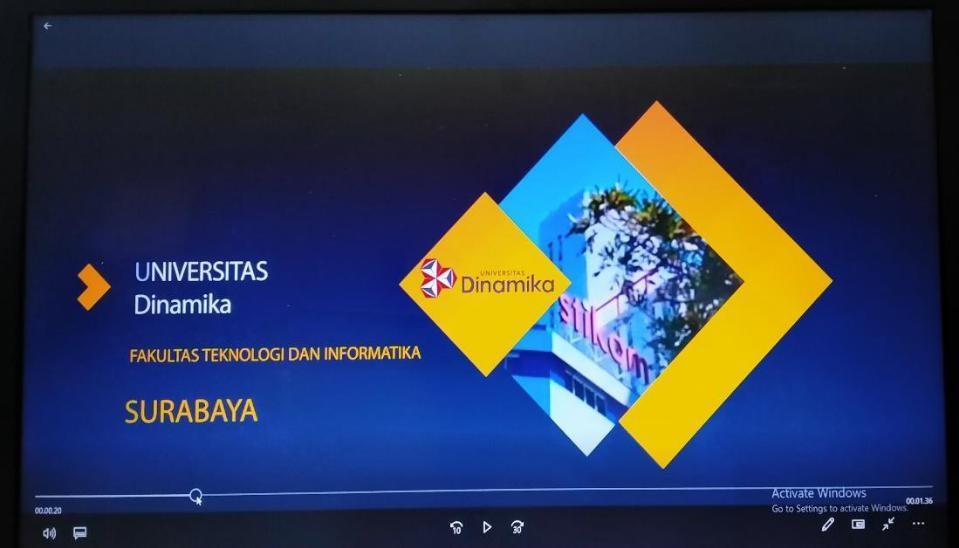 UNIVERSITAS
Dinamika
FAKULTAS TEKNOLOGI DAN INFORMATIKA
SURABAYA
UNIVERSITAS
Dinamika
stikom
00.00.20
00.01.36
Activate Windows
Go to Settings to activate Windows.
10
30